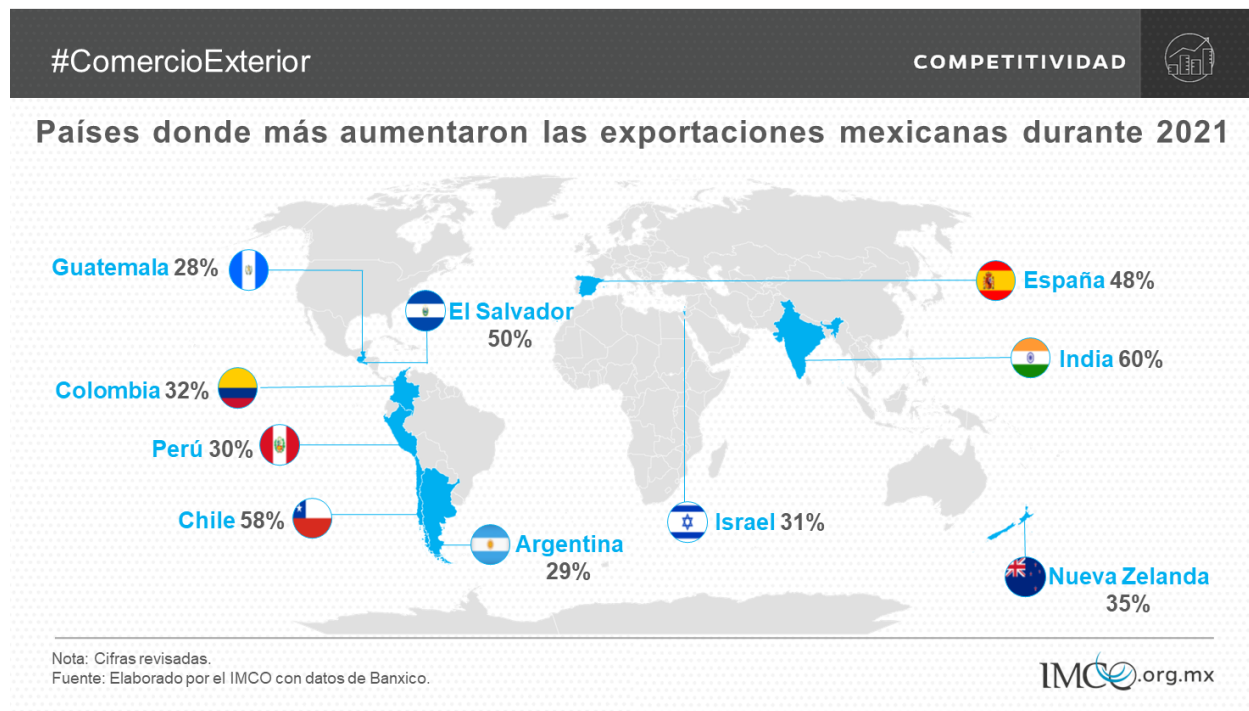 #ComercioExterior
COMPETITIVIDAD
Países donde más aumentaron las exportaciones mexicanas durante 2021
Guatemala 28%
El Salvador
50%
España 48%
India 60%
Colombia 32%
Perú 30%
Chile 58%
Argentina
29%
Israel 31%
Nueva Zelanda
35%
Nota: Cifras revisadas.
Fuente: Elaborado por el IMCO con datos de Banxico.
IMCO.org.mx